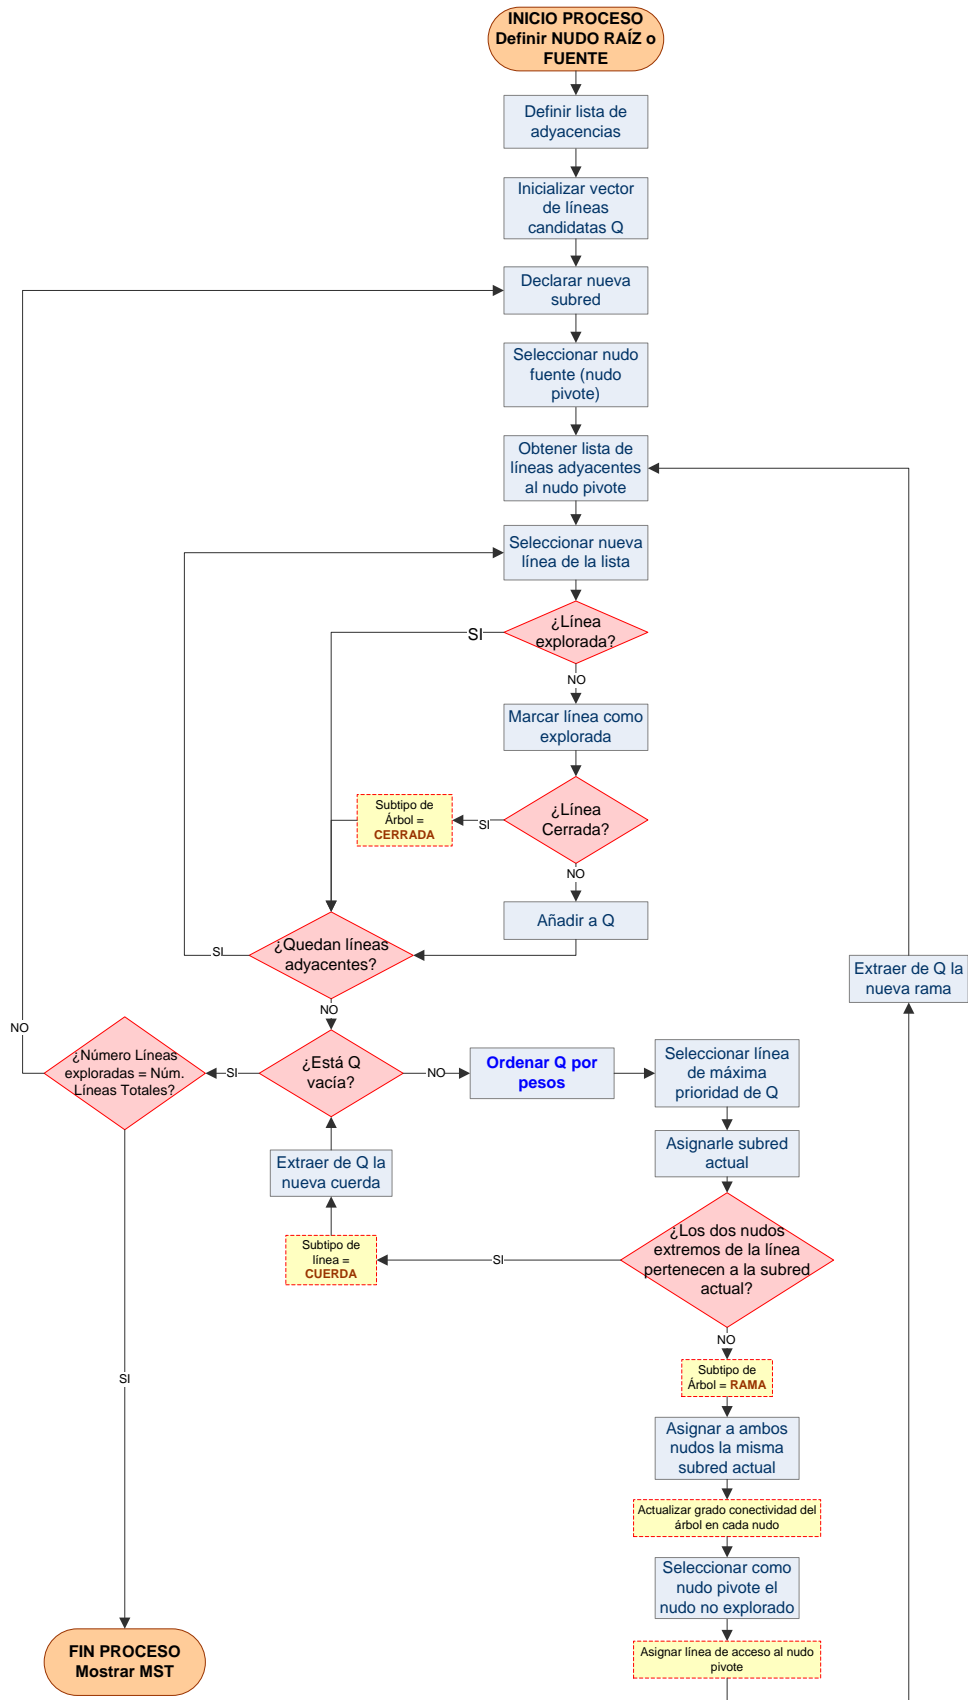 INICIO PROCESO
Definir NUDO RAÍZ o
FUENTE
Definir lista de
adyacencias
Inicializar vector
de líneas
candidatas Q
Declarar nueva
subred
Seleccionar nudo
fuente (nudo
pivote)
Obtener lista de
líneas adyacentes
al nudo pivote
Seleccionar nueva
línea de la lista
¿Línea
explorada?
SI
NO
Marcar línea como
explorada
¿Línea
Cerrada?
SI
Subtipo de
Árbol =
CERRADA
NO
Añadir a Q
¿Quedan líneas
adyacentes?
SI
NO
Extraer de Q la
nueva rama
¿Está Q
vacía?
SI
NO
¿Número Líneas
exploradas = Núm.
Líneas Totales?
NO
SI
Ordenar Q por
pesos
Seleccionar línea
de máxima
prioridad de Q
Asignarle subred
actual
Extraer de Q la
nueva cuerda
¿Los dos nudos
extremos de la línea
pertenecen a la subred
actual?
SI
Subtipo de
línea =
CUERDA
NO
Subtipo de
Árbol = RAMA
Asignar a ambos
nudos la misma
subred actual
Actualizar grado conectividad del
árbol en cada nudo
Seleccionar como
nudo pivote el
nudo no explorado
Asignar línea de acceso al nudo
pivote
FIN PROCESO
Mostrar MST